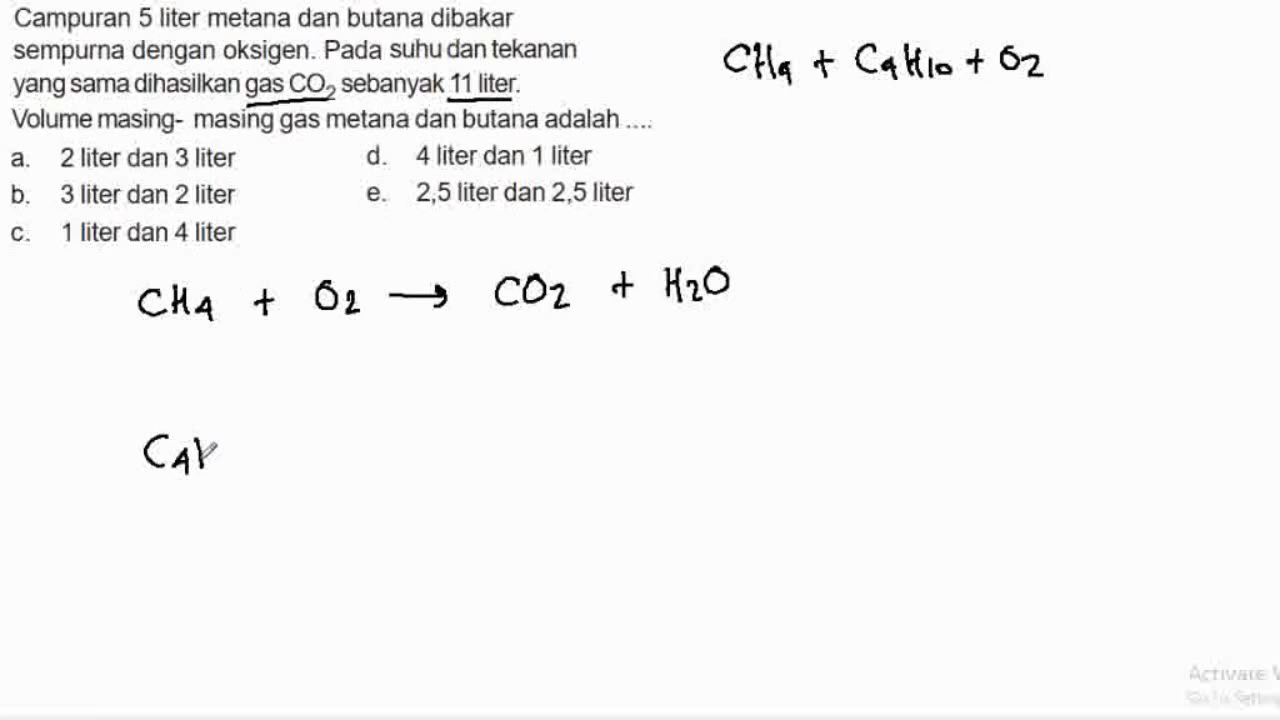 Campuran 5 liter metana dan butana dibakar
sempurna dengan oksigen. Pada suhu dan tekanan
yang sama dihasilkan gas CO₂ sebanyak 11 liter.
Volume masing- masing gas metana dan butana adalah ....
a. 2 liter dan 3 liter
b. 3 liter dan 2 liter
c. 1 liter dan 4 liter
d. 4 liter dan 1 liter
e. 2,5 liter dan 2,5 liter
CH₄ + C₄H₁₀ + O₂
CH₄ + O₂ → CO₂ + H₂O
C₄
Activate